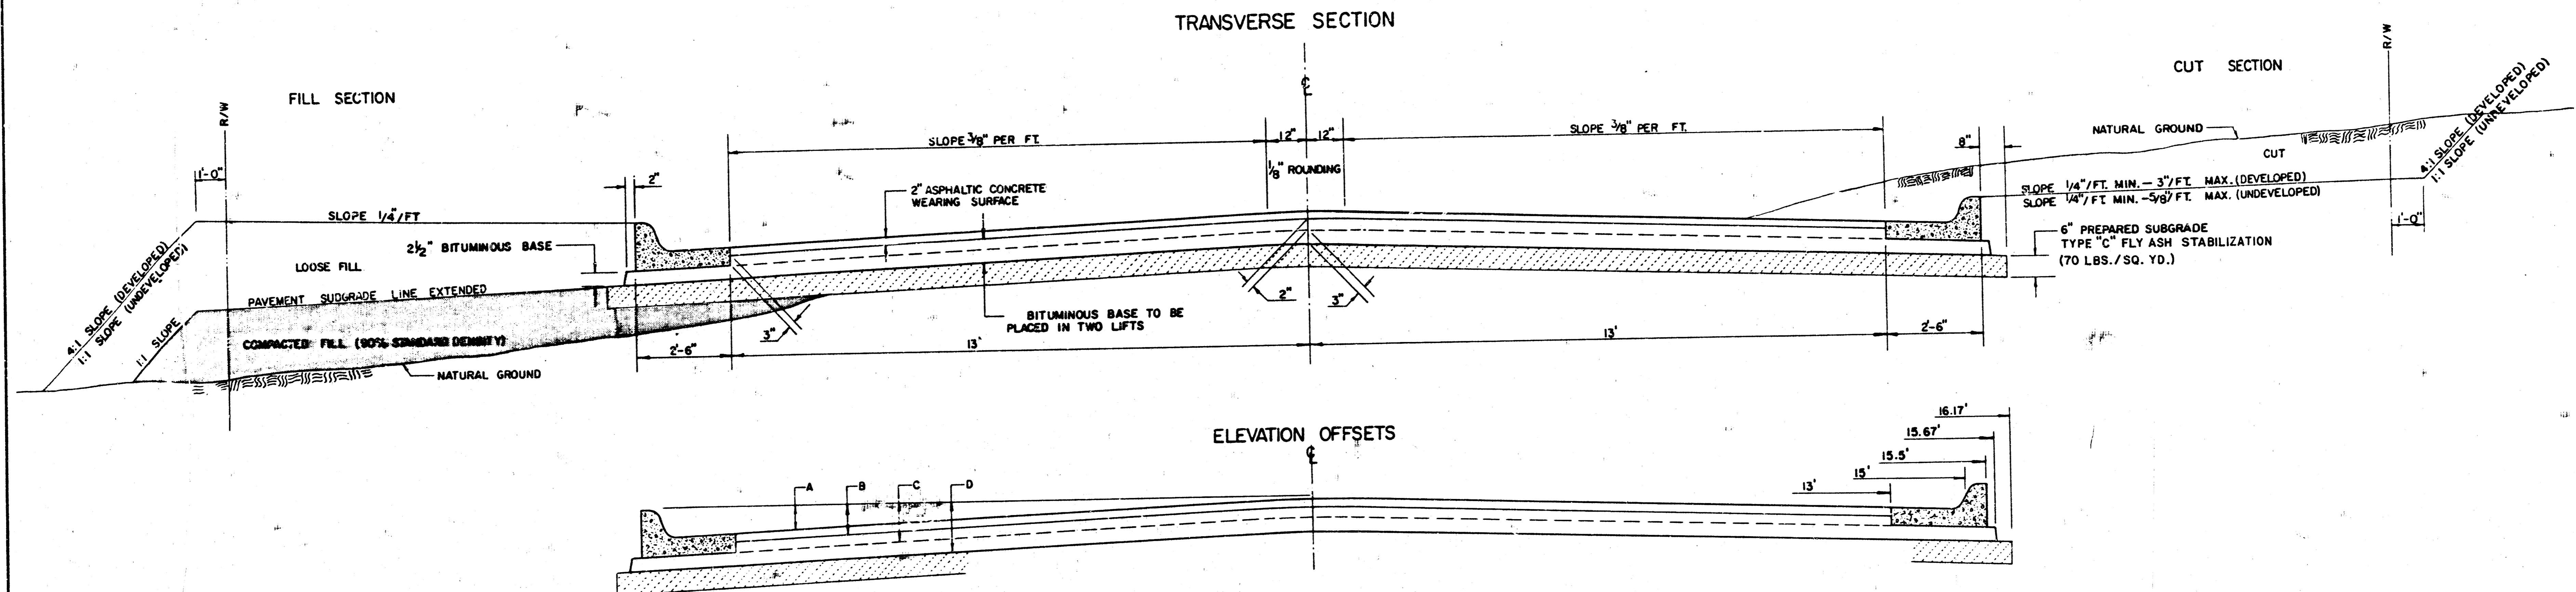 TRANSVERSE SECTION
FILL SECTION
CUT SECTION
R/W
R/W
℄
SLOPE 3/8" PER FT.
12"
12"
SLOPE 3/8" PER FT.
1/8" ROUNDING
NATURAL GROUND
8"
CUT
4:1 SLOPE (DEVELOPED)
1:1 SLOPE (UNDEVELOPED)
1'-0"
2"
2" ASPHALTIC CONCRETE
WEARING SURFACE
SLOPE 1/4"/FT. MIN. - 3"/FT. MAX. (DEVELOPED)
SLOPE 1/4"/FT. MIN. -5/8"/FT. MAX. (UNDEVELOPED)
SLOPE 1/4"/FT
1'-0"
2 1/2" BITUMINOUS BASE
6" PREPARED SUBGRADE
TYPE "C" FLY ASH STABILIZATION
(70 LBS./SQ. YD.)
LOOSE FILL
4:1 SLOPE (DEVELOPED)
1:1 SLOPE (UNDEVELOPED)
1:1 SLOPE
PAVEMENT SUBGRADE LINE EXTENDED
2"
3"
3"
BITUMINOUS BASE TO BE
PLACED IN TWO LIFTS
COMPACTED FILL (90% STANDARD DENSITY)
2'-6"
13'
13'
2'-6"
NATURAL GROUND
ELEVATION OFFSETS
℄
16.17'
15.67'
15.5'
15'
13'
A
B
C
D